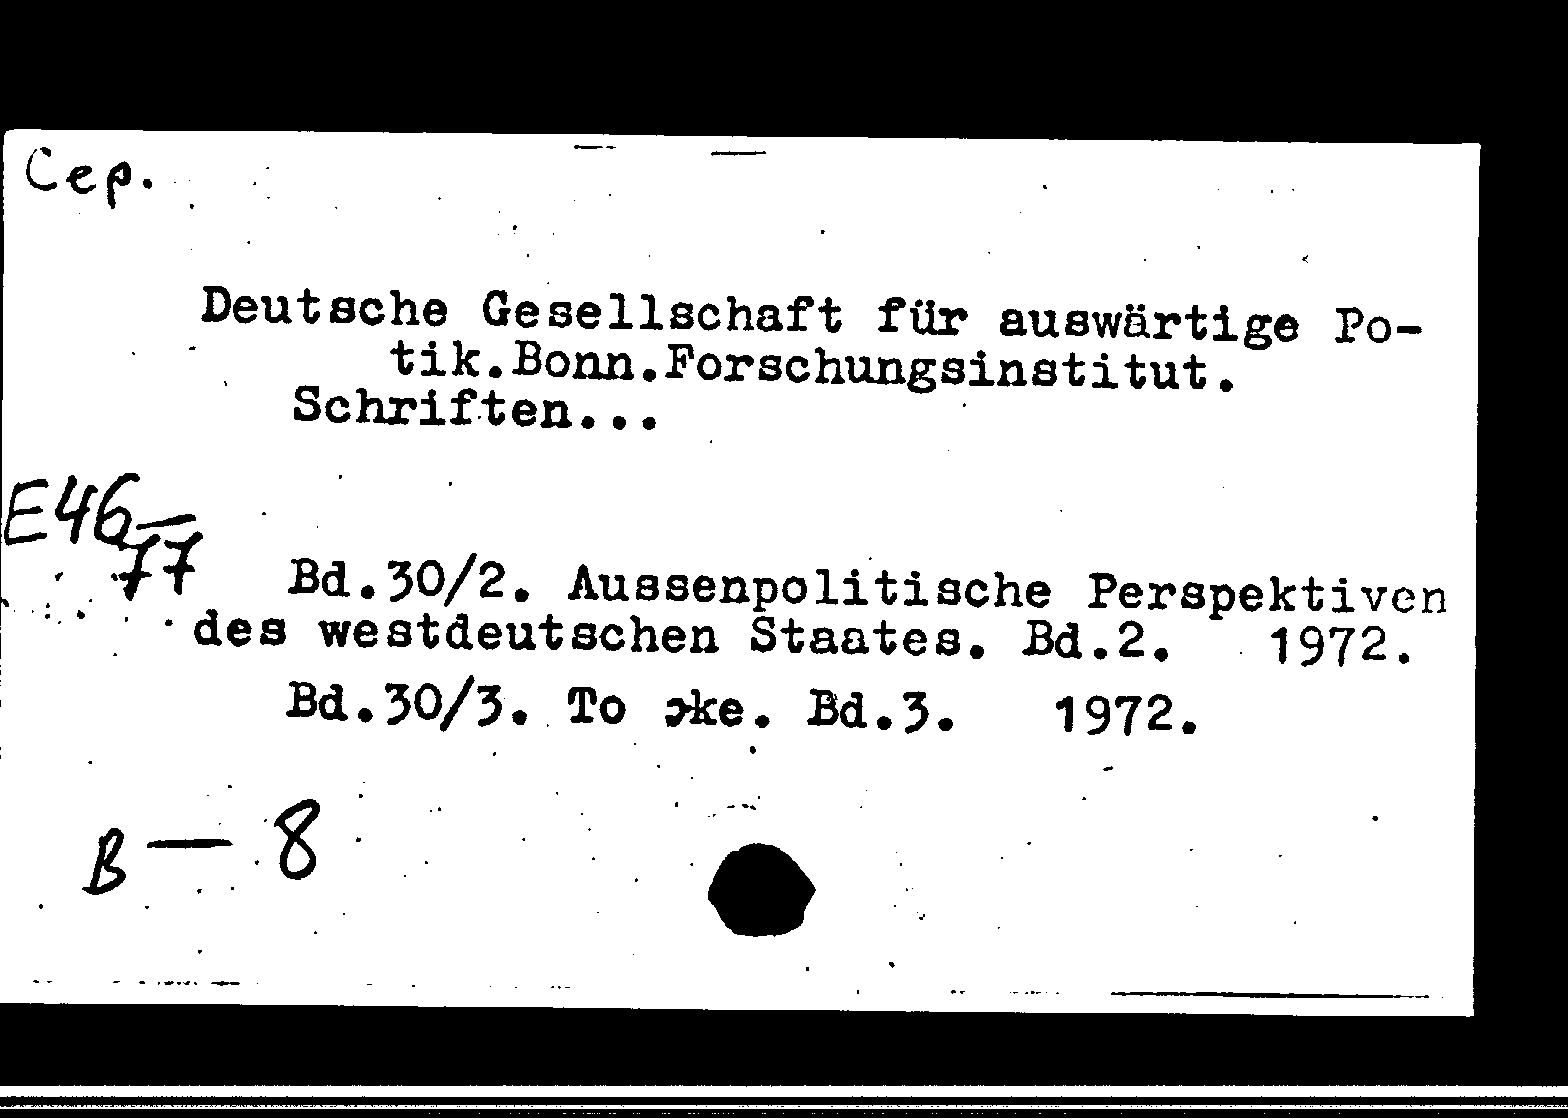 Сер.
Deutsche Gesellschaft für auswärtige Po-
tik.Bonn.Forschungsinstitut.
Schriften...
E46—
77
Bd.30/2. Aussenpolitische Perspektiven
des westdeutschen Staates. Bd.2. 1972.
Bd.30/3. То же. Bd.3. 1972.
В — 8